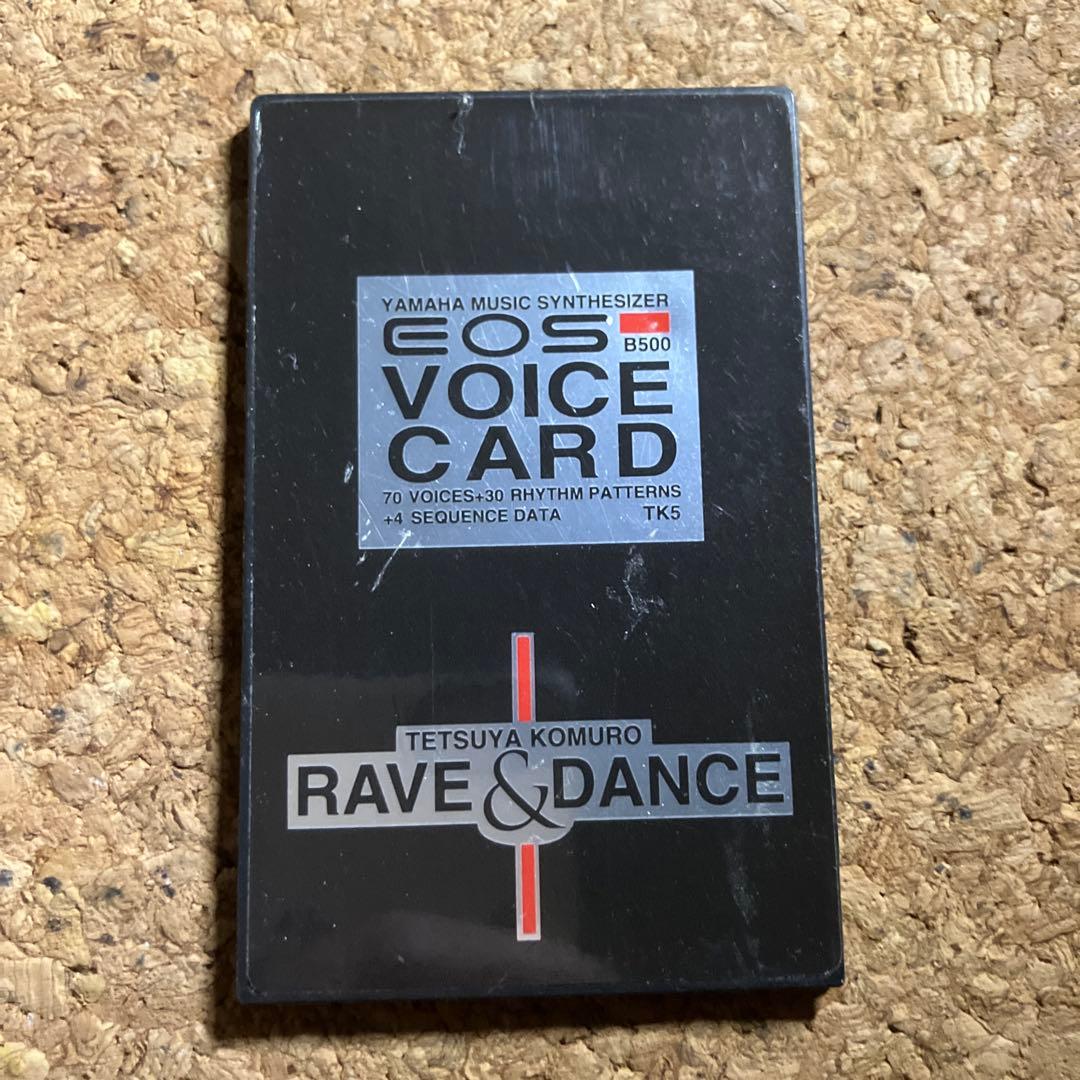 YAMAHA MUSIC SYNTHESIZER
EOS
B500
VOICE
CARD
70 VOICES+30 RHYTHM PATTERNS
+4 SEQUENCE DATA TK5
TETSUYA KOMURO
RAVE & DANCE